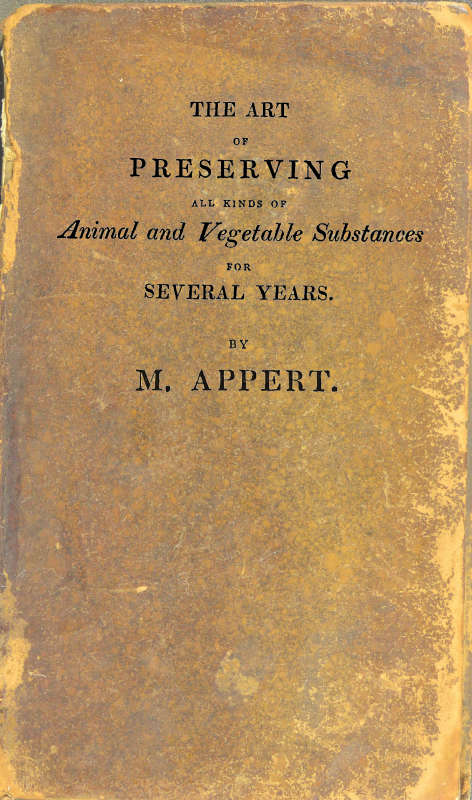 THE ART
OF
PRESERVING
ALL KINDS OF
Animal and Vegetable Substances
FOR
SEVERAL YEARS.
BY
M. APPERT.